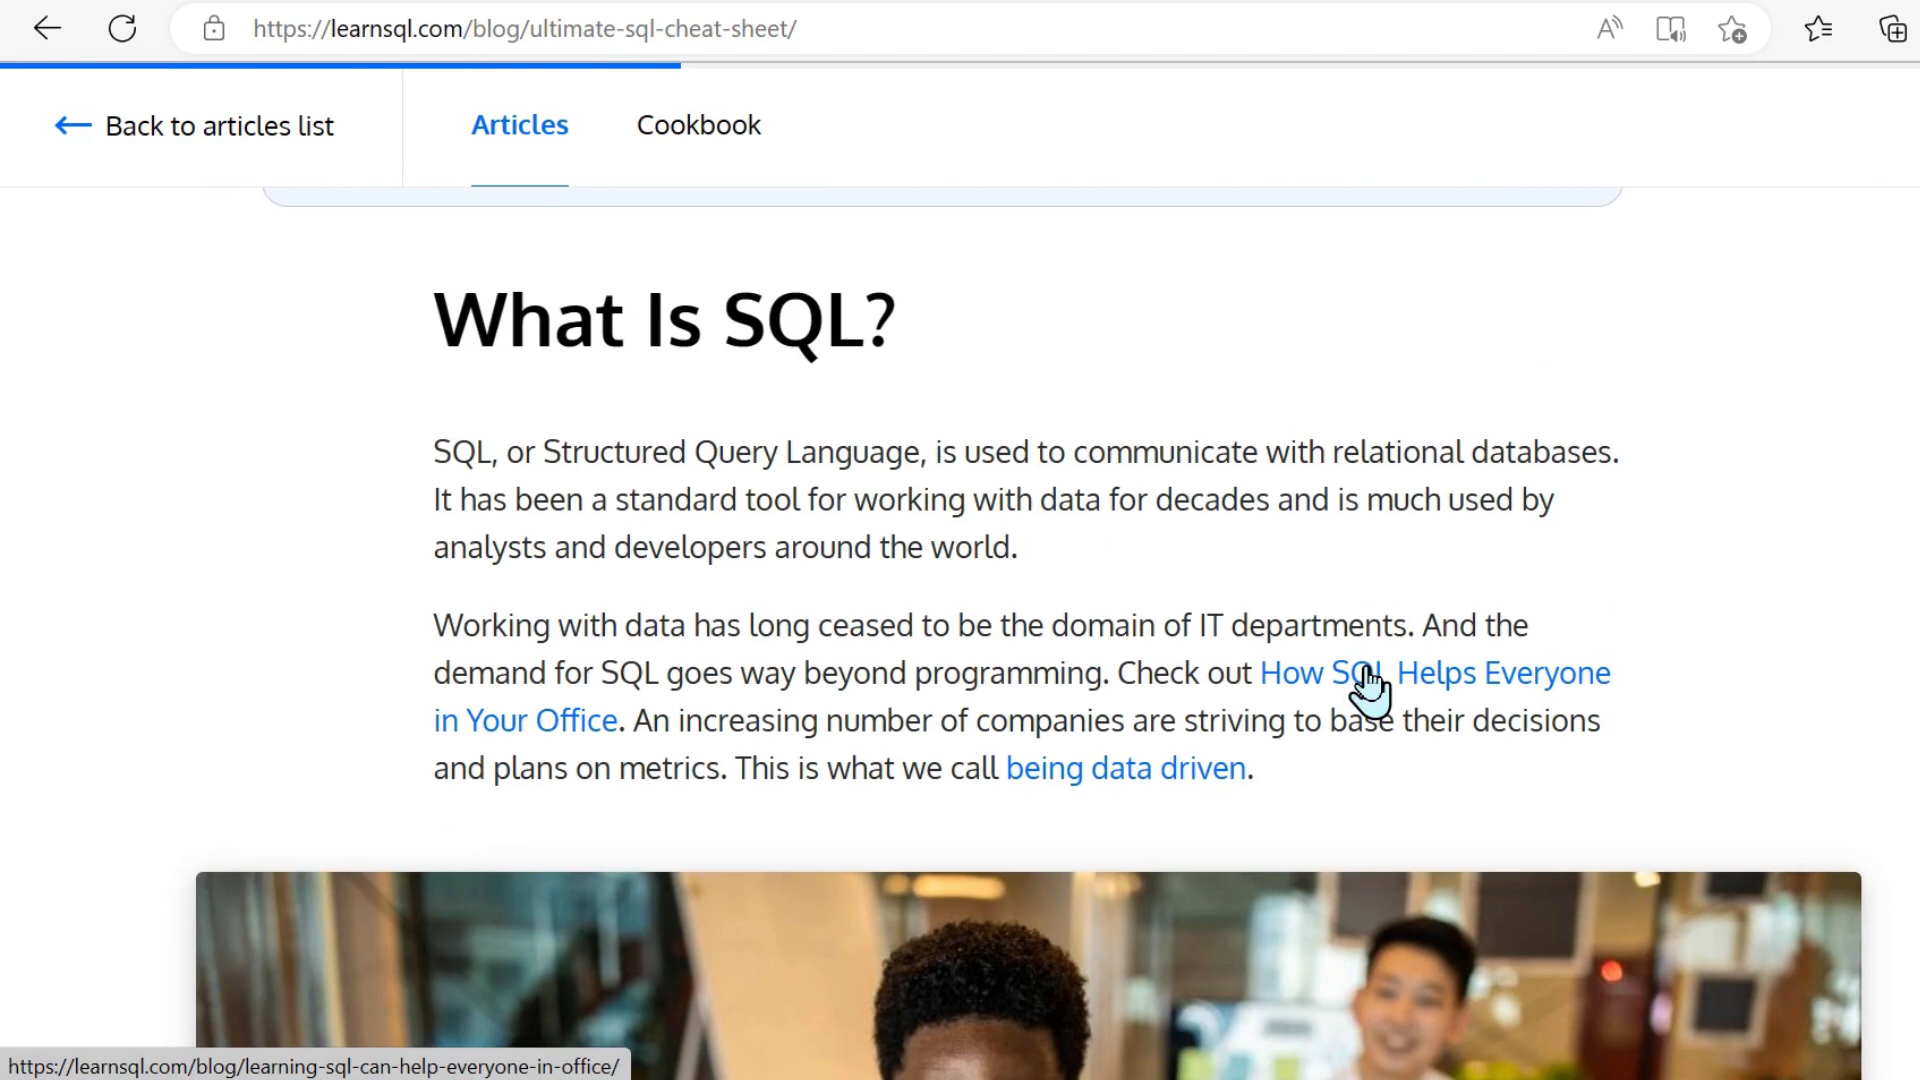 https://learnsql.com/blog/ultimate-sql-cheat-sheet/
Back to articles list
Articles
Cookbook
What Is SQL?
SQL, or Structured Query Language, is used to communicate with relational databases.
It has been a standard tool for working with data for decades and is much used by
analysts and developers around the world.
Working with data has long ceased to be the domain of IT departments. And the
demand for SQL goes way beyond programming. Check out How SQL Helps Everyone
in Your Office. An increasing number of companies are striving to base their decisions
and plans on metrics. This is what we call being data driven.
https://learnsql.com/blog/learning-sql-can-help-everyone-in-office/